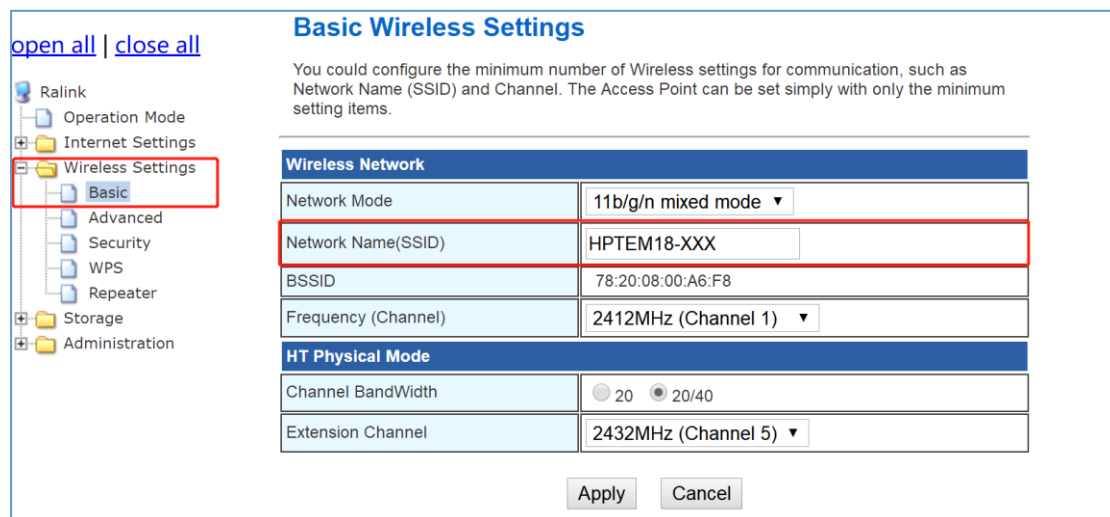 open all | close all
Ralink
Operation Mode
Internet Settings
Wireless Settings
Basic
Advanced
Security
WPS
Repeater
Storage
Administration
Basic Wireless Settings
You could configure the minimum number of Wireless settings for communication, such as
Network Name (SSID) and Channel. The Access Point can be set simply with only the minimum
setting items.
Wireless Network
Network Mode 11b/g/n mixed mode
Network Name(SSID) HPTEM18-XXX
BSSID 78:20:08:00:A6:F8
Frequency (Channel) 2412MHz (Channel 1)
HT Physical Mode
Channel BandWidth 20 20/40
Extension Channel 2432MHz (Channel 5)
Apply Cancel